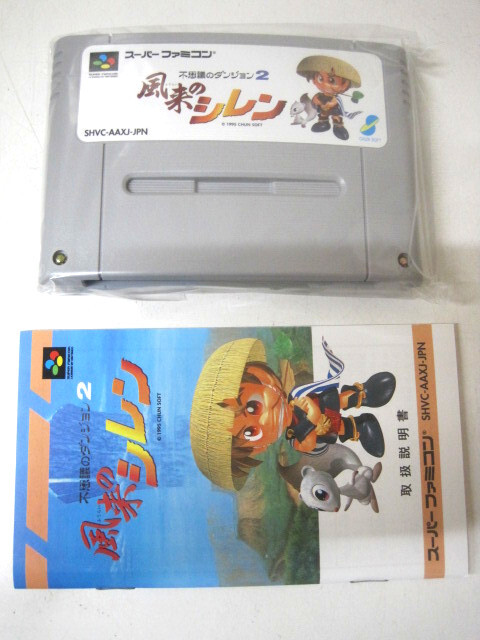 スーパーファミコン
不思議のダンジョン2
風来のシレン
© 1995 CHUN SOFT
SHVC-AAXJ-JPN
CHUN SOFT
不思議のダンジョン2
風来のシレン
© 1995 CHUN SOFT
取扱説明書
スーパーファミコン
SHVC-AAXJ-JPN